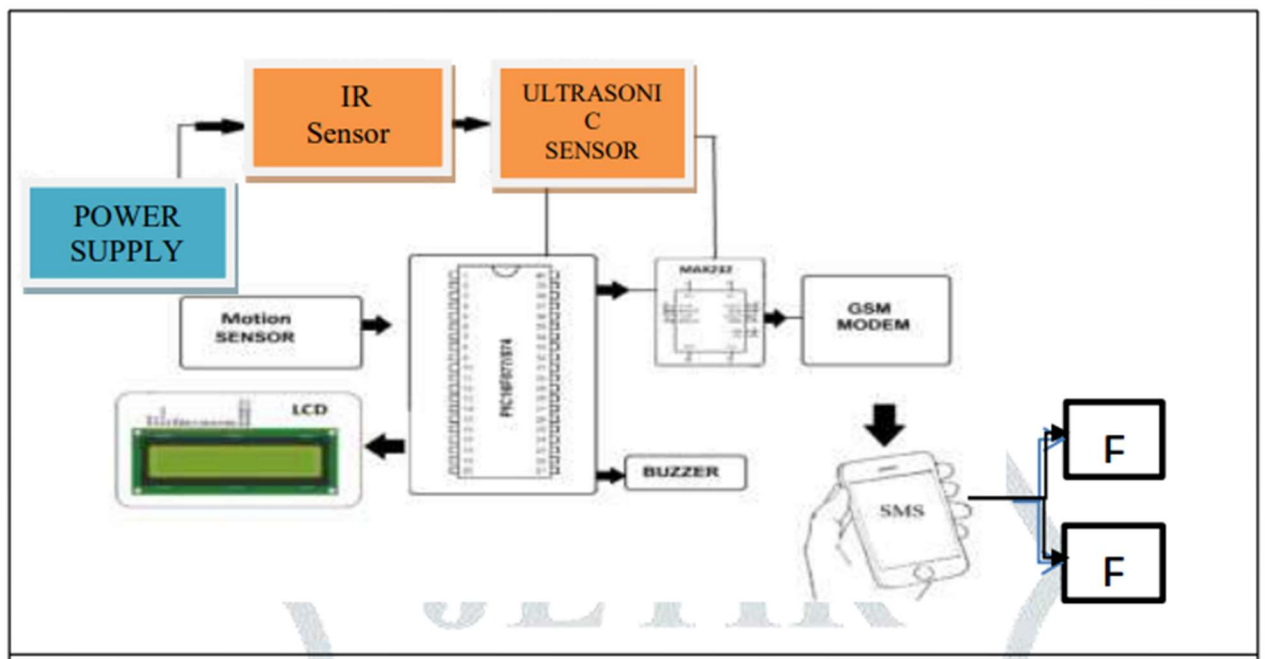 IR
Sensor
ULTRASONI
C
SENSOR
POWER
SUPPLY
Motion
SENSOR
MAX232
GSM
MODEM
LCD
BUZZER
SMS
F
F